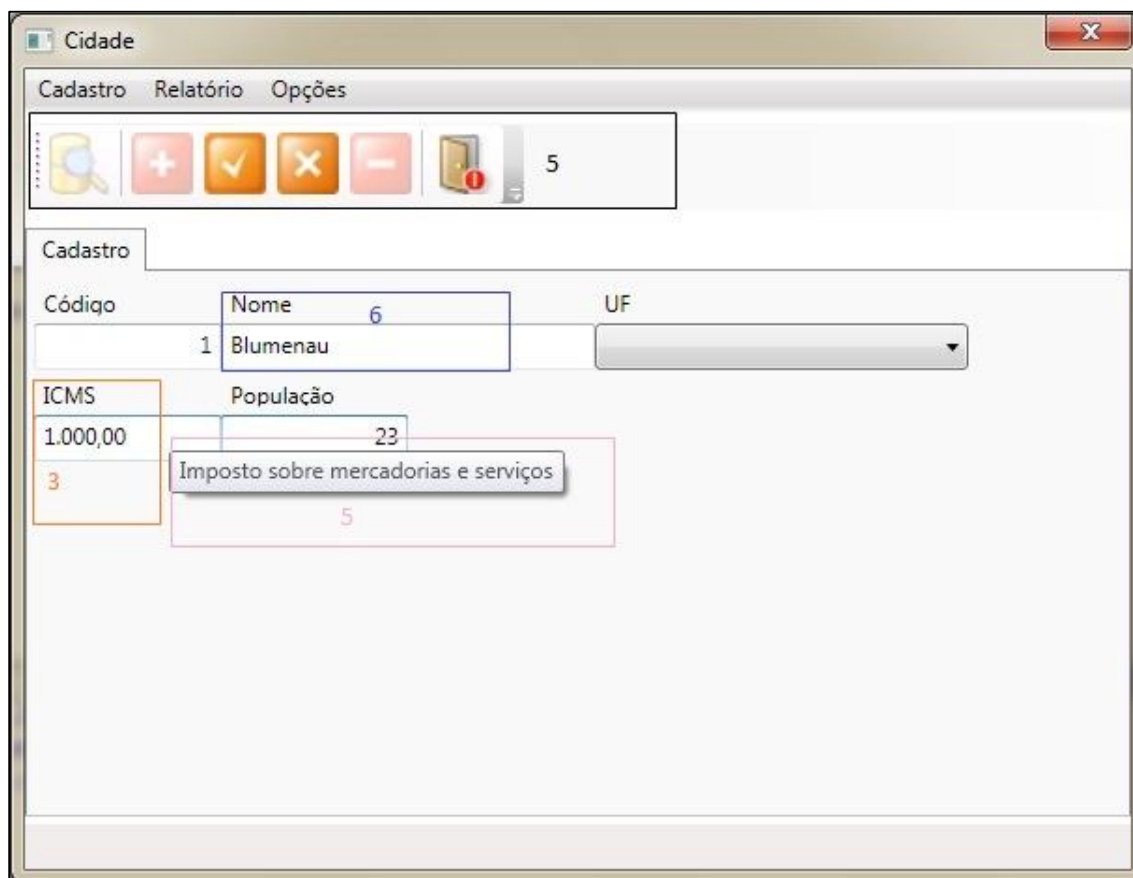 Cidade
x
Cadastro Relatório Opções
5
Cadastro
Código Nome UF
6
1 Blumenau
ICMS População
1.000,00 23
Imposto sobre mercadorias e serviços
3
5